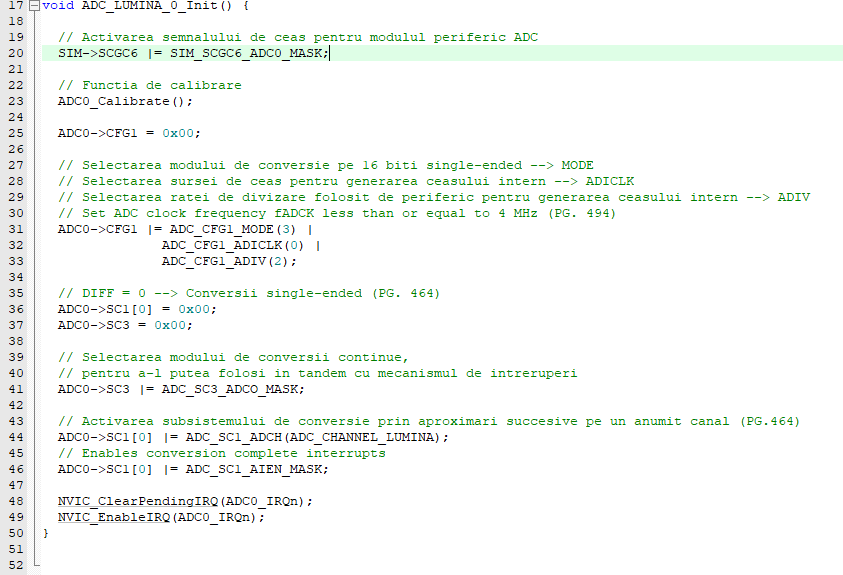 17 void ADC_LUMINA_0_Init() {
18
19 // Activarea semnalului de ceas pentru modulul periferic ADC
20 SIM->SCGC6 |= SIM_SCGC6_ADC0_MASK;
21
22 // Functia de calibrare
23 ADC0_Calibrate();
24
25 ADC0->CFG1 = 0x00;
26
27 // Selectarea modului de conversie pe 16 biti single-ended --> MODE
28 // Selectarea sursei de ceas pentru generarea ceasului intern --> ADICLK
29 // Selectarea ratei de divizare folosit de periferic pentru generarea ceasului intern --> ADIV
30 // Set ADC clock frequency fADCK less than or equal to 4 MHz (PG. 494)
31 ADC0->CFG1 |= ADC_CFG1_MODE(3) |
32 ADC_CFG1_ADICLK(0) |
33 ADC_CFG1_ADIV(2);
34
35 // DIFF = 0 --> Conversii single-ended (PG. 464)
36 ADC0->SC1[0] = 0x00;
37 ADC0->SC3 = 0x00;
38
39 // Selectarea modului de conversii continue,
40 // pentru a-l putea folosi in tandem cu mecanismul de intreruperi
41 ADC0->SC3 |= ADC_SC3_ADCO_MASK;
42
43 // Activarea subsistemului de conversie prin aproximari succesive pe un anumit canal (PG.464)
44 ADC0->SC1[0] |= ADC_SC1_ADCH(ADC_CHANNEL_LUMINA);
45 // Enables conversion complete interrupts
46 ADC0->SC1[0] |= ADC_SC1_AIEN_MASK;
47
48 NVIC_ClearPendingIRQ(ADC0_IRQn);
49 NVIC_EnableIRQ(ADC0_IRQn);
50 }
51
52